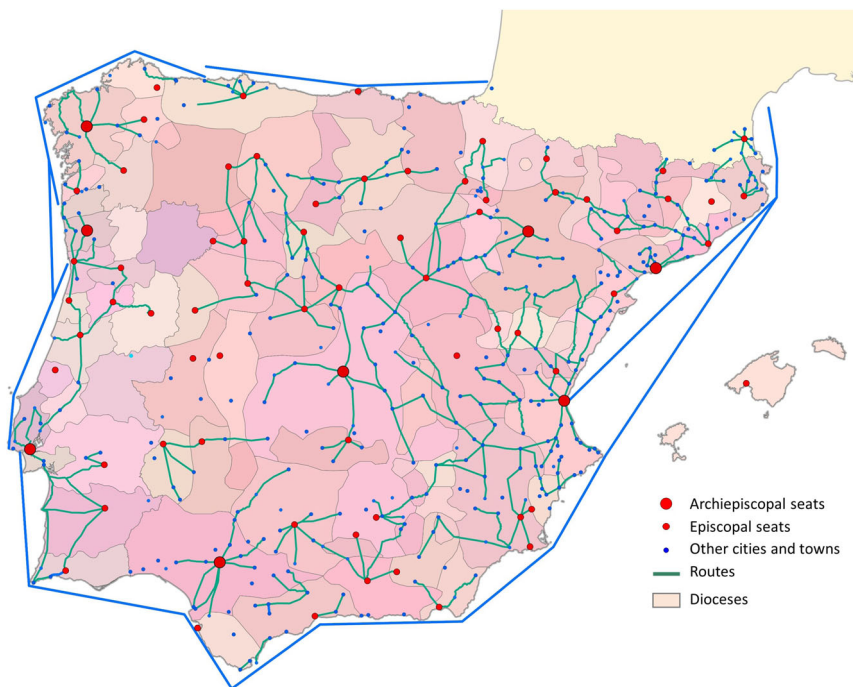 Archiepiscopal seats
Episcopal seats
Other cities and towns
Routes
Dioceses